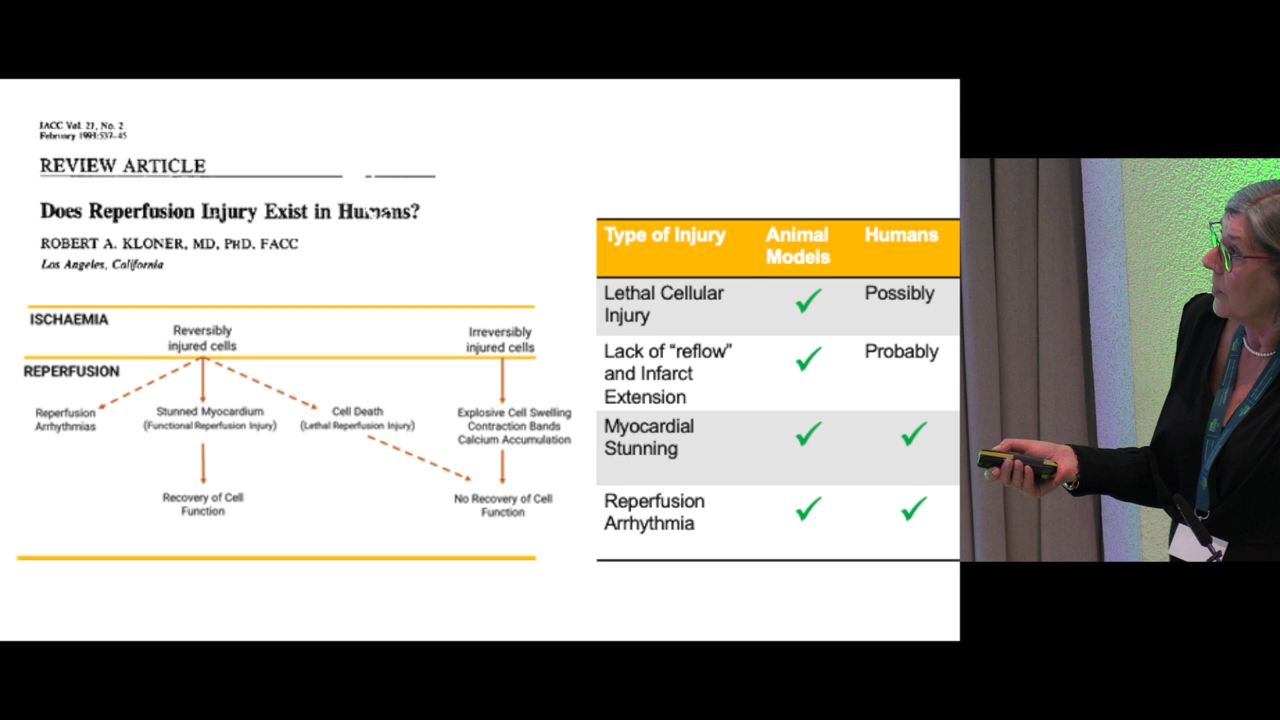 JACC Vol. 21, No. 2
February 1993:537-45
REVIEW ARTICLE
Does Reperfusion Injury Exist in Humans?
ROBERT A. KLONER, MD, PHD, FACC
Los Angeles, California
ISCHAEMIA
Reversibly
injured cells
Irreversibly
injured cells
REPERFUSION
Reperfusion
Arrhythmias
Stunned Myocardium
(Functional Reperfusion Injury)
Cell Death
(Lethal Reperfusion Injury)
Explosive Cell Swelling
Contraction Bands
Calcium Accumulation
Recovery of Cell
Function
No Recovery of Cell
Function
Type of Injury
Animal
Models
Humans
Lethal Cellular
Injury
Possibly
Lack of “reflow”
and Infarct
Extension
Probably
Myocardial
Stunning
Reperfusion
Arrhythmia